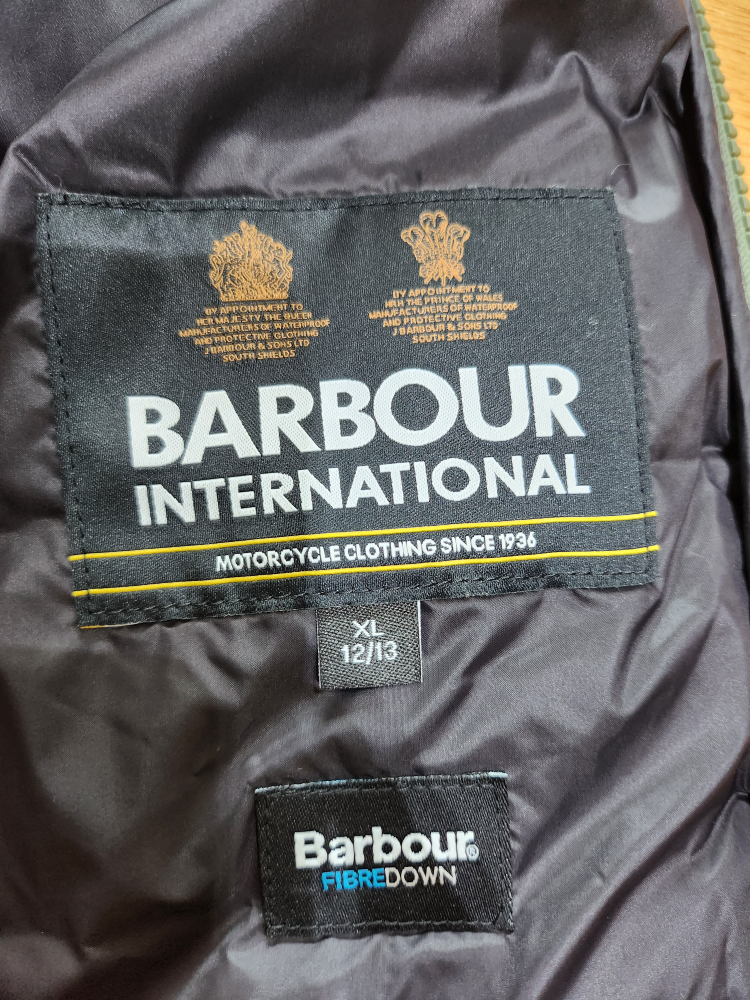 BY APPOINTMENT TO
HER MAJESTY THE QUEEN
MANUFACTURERS OF WATERPROOF
AND PROTECTIVE CLOTHING
J BARBOUR & SONS LTD
SOUTH SHIELDS
BY APPOINTMENT TO
HRH THE PRINCE OF WALES
MANUFACTURERS OF WATERPROOF
AND PROTECTIVE CLOTHING
J BARBOUR & SONS LTD
SOUTH SHIELDS
BARBOUR
INTERNATIONAL
MOTORCYCLE CLOTHING SINCE 1936
XL
12/13
Barbour®
FIBREDOWN